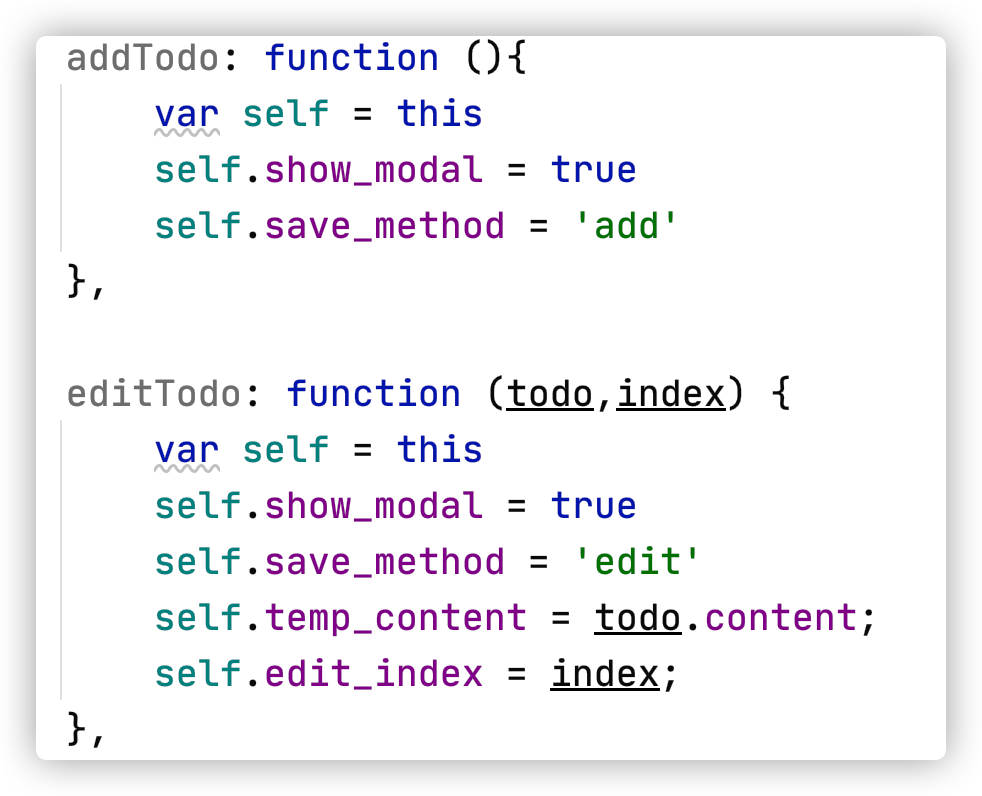 addTodo: function (){
    var self = this
    self.show_modal = true
    self.save_method = 'add'
},

editTodo: function (todo,index) {
    var self = this
    self.show_modal = true
    self.save_method = 'edit'
    self.temp_content = todo.content;
    self.edit_index = index;
},